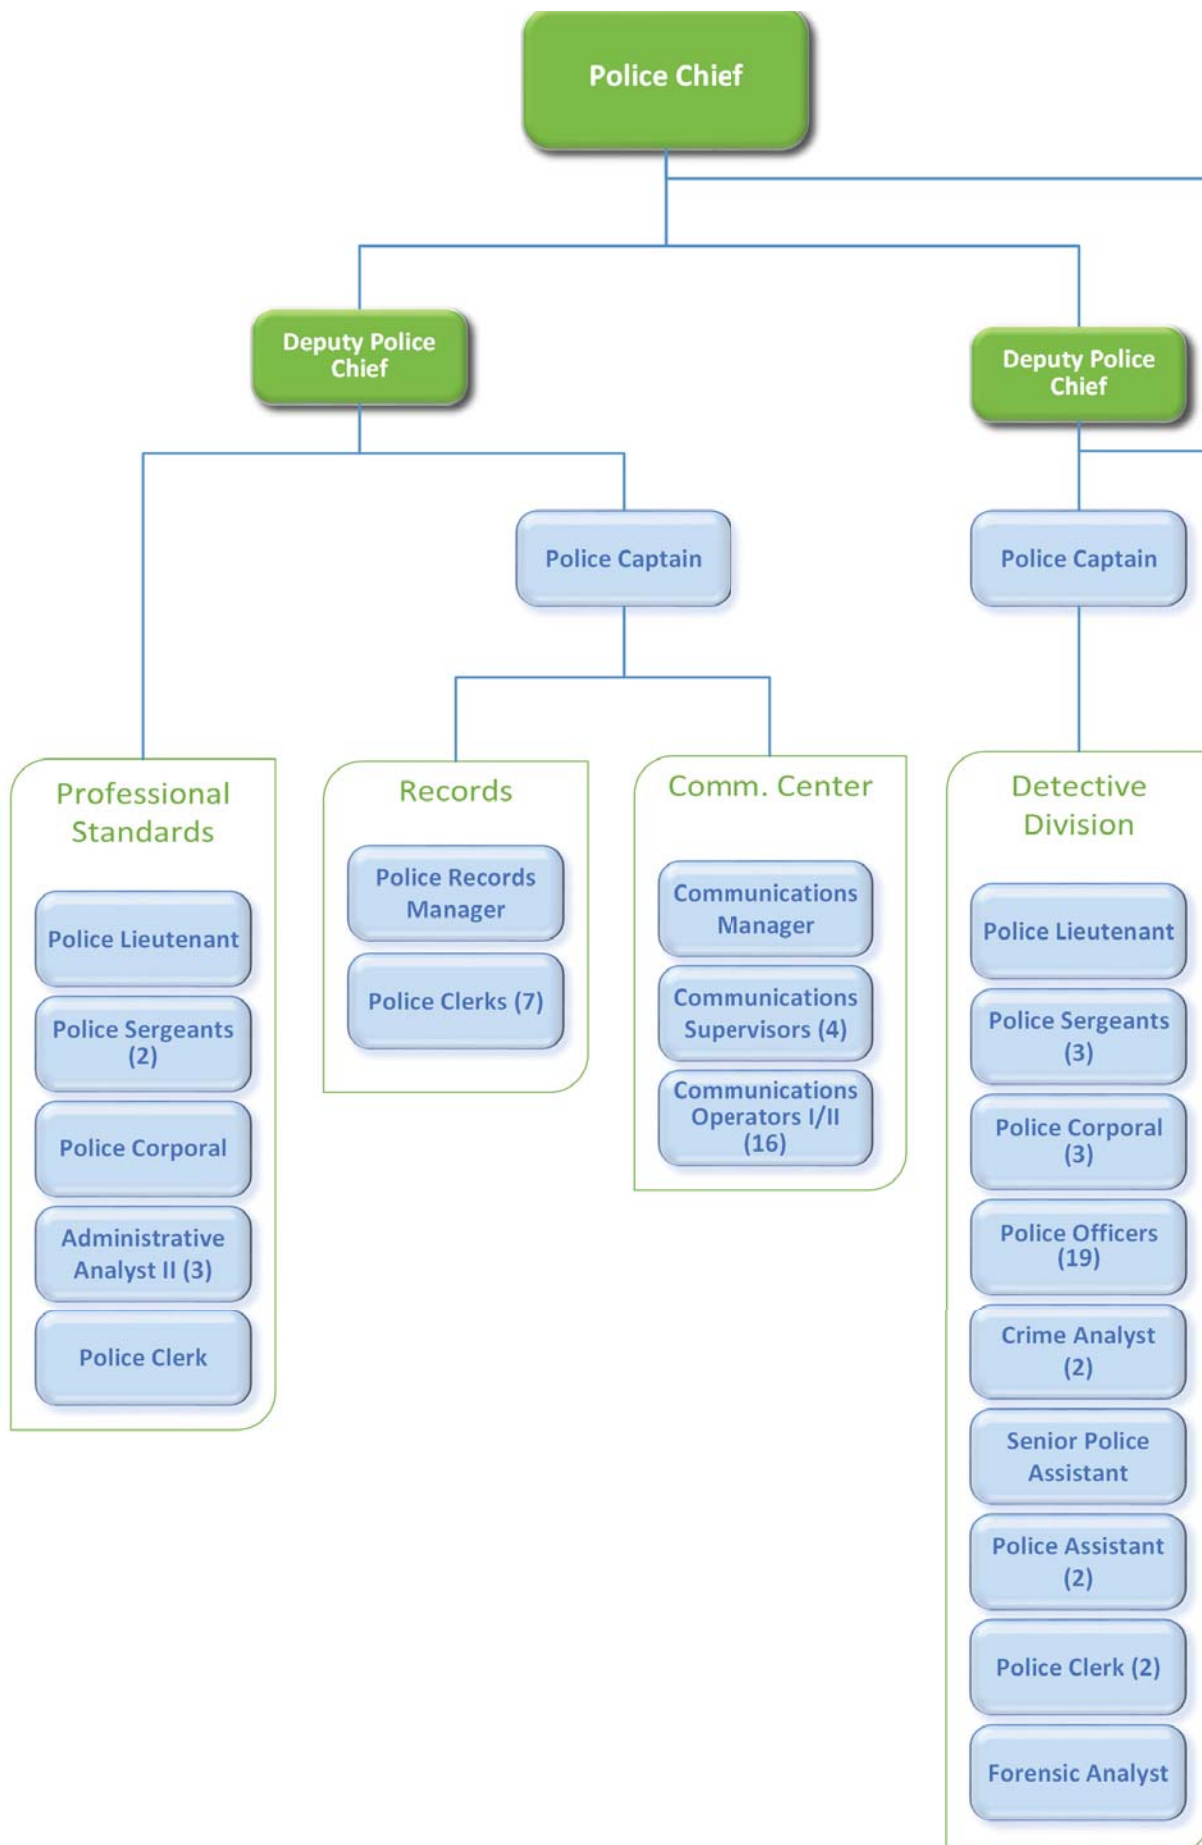 Police Chief
Deputy Police
Chief
Deputy Police
Chief
Police Captain
Police Captain
Professional
Standards
Police Lieutenant
Police Sergeants
(2)
Police Corporal
Administrative
Analyst II (3)
Police Clerk
Records
Police Records
Manager
Police Clerks (7)
Comm. Center
Communications
Manager
Communications
Supervisors (4)
Communications
Operators I/II
(16)
Detective
Division
Police Lieutenant
Police Sergeants
(3)
Police Corporal
(3)
Police Officers
(19)
Crime Analyst
(2)
Senior Police
Assistant
Police Assistant
(2)
Police Clerk (2)
Forensic Analyst